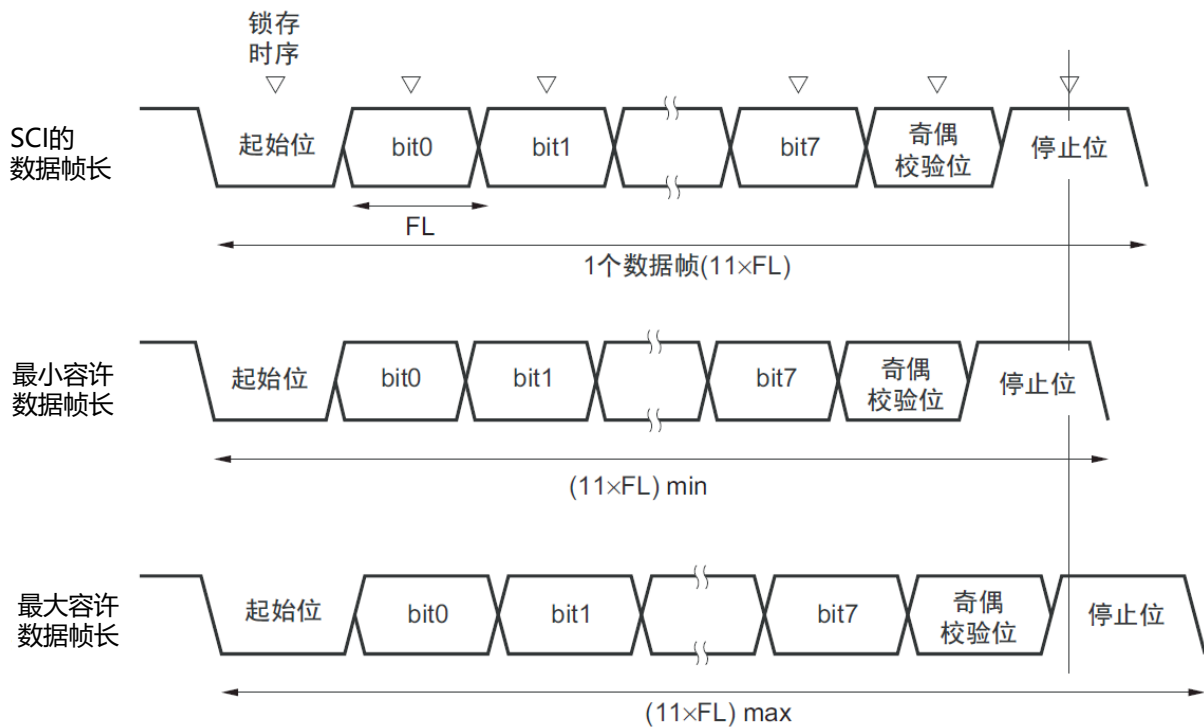 锁存
时序
SCI的
数据帧长
起始位
bit0
bit1
bit7
奇偶
校验位
停止位
FL
1个数据帧(11×FL)
最小容许
数据帧长
起始位
bit0
bit1
bit7
奇偶
校验位
停止位
(11×FL) min
最大容许
数据帧长
起始位
bit0
bit1
bit7
奇偶
校验位
停止位
(11×FL) max